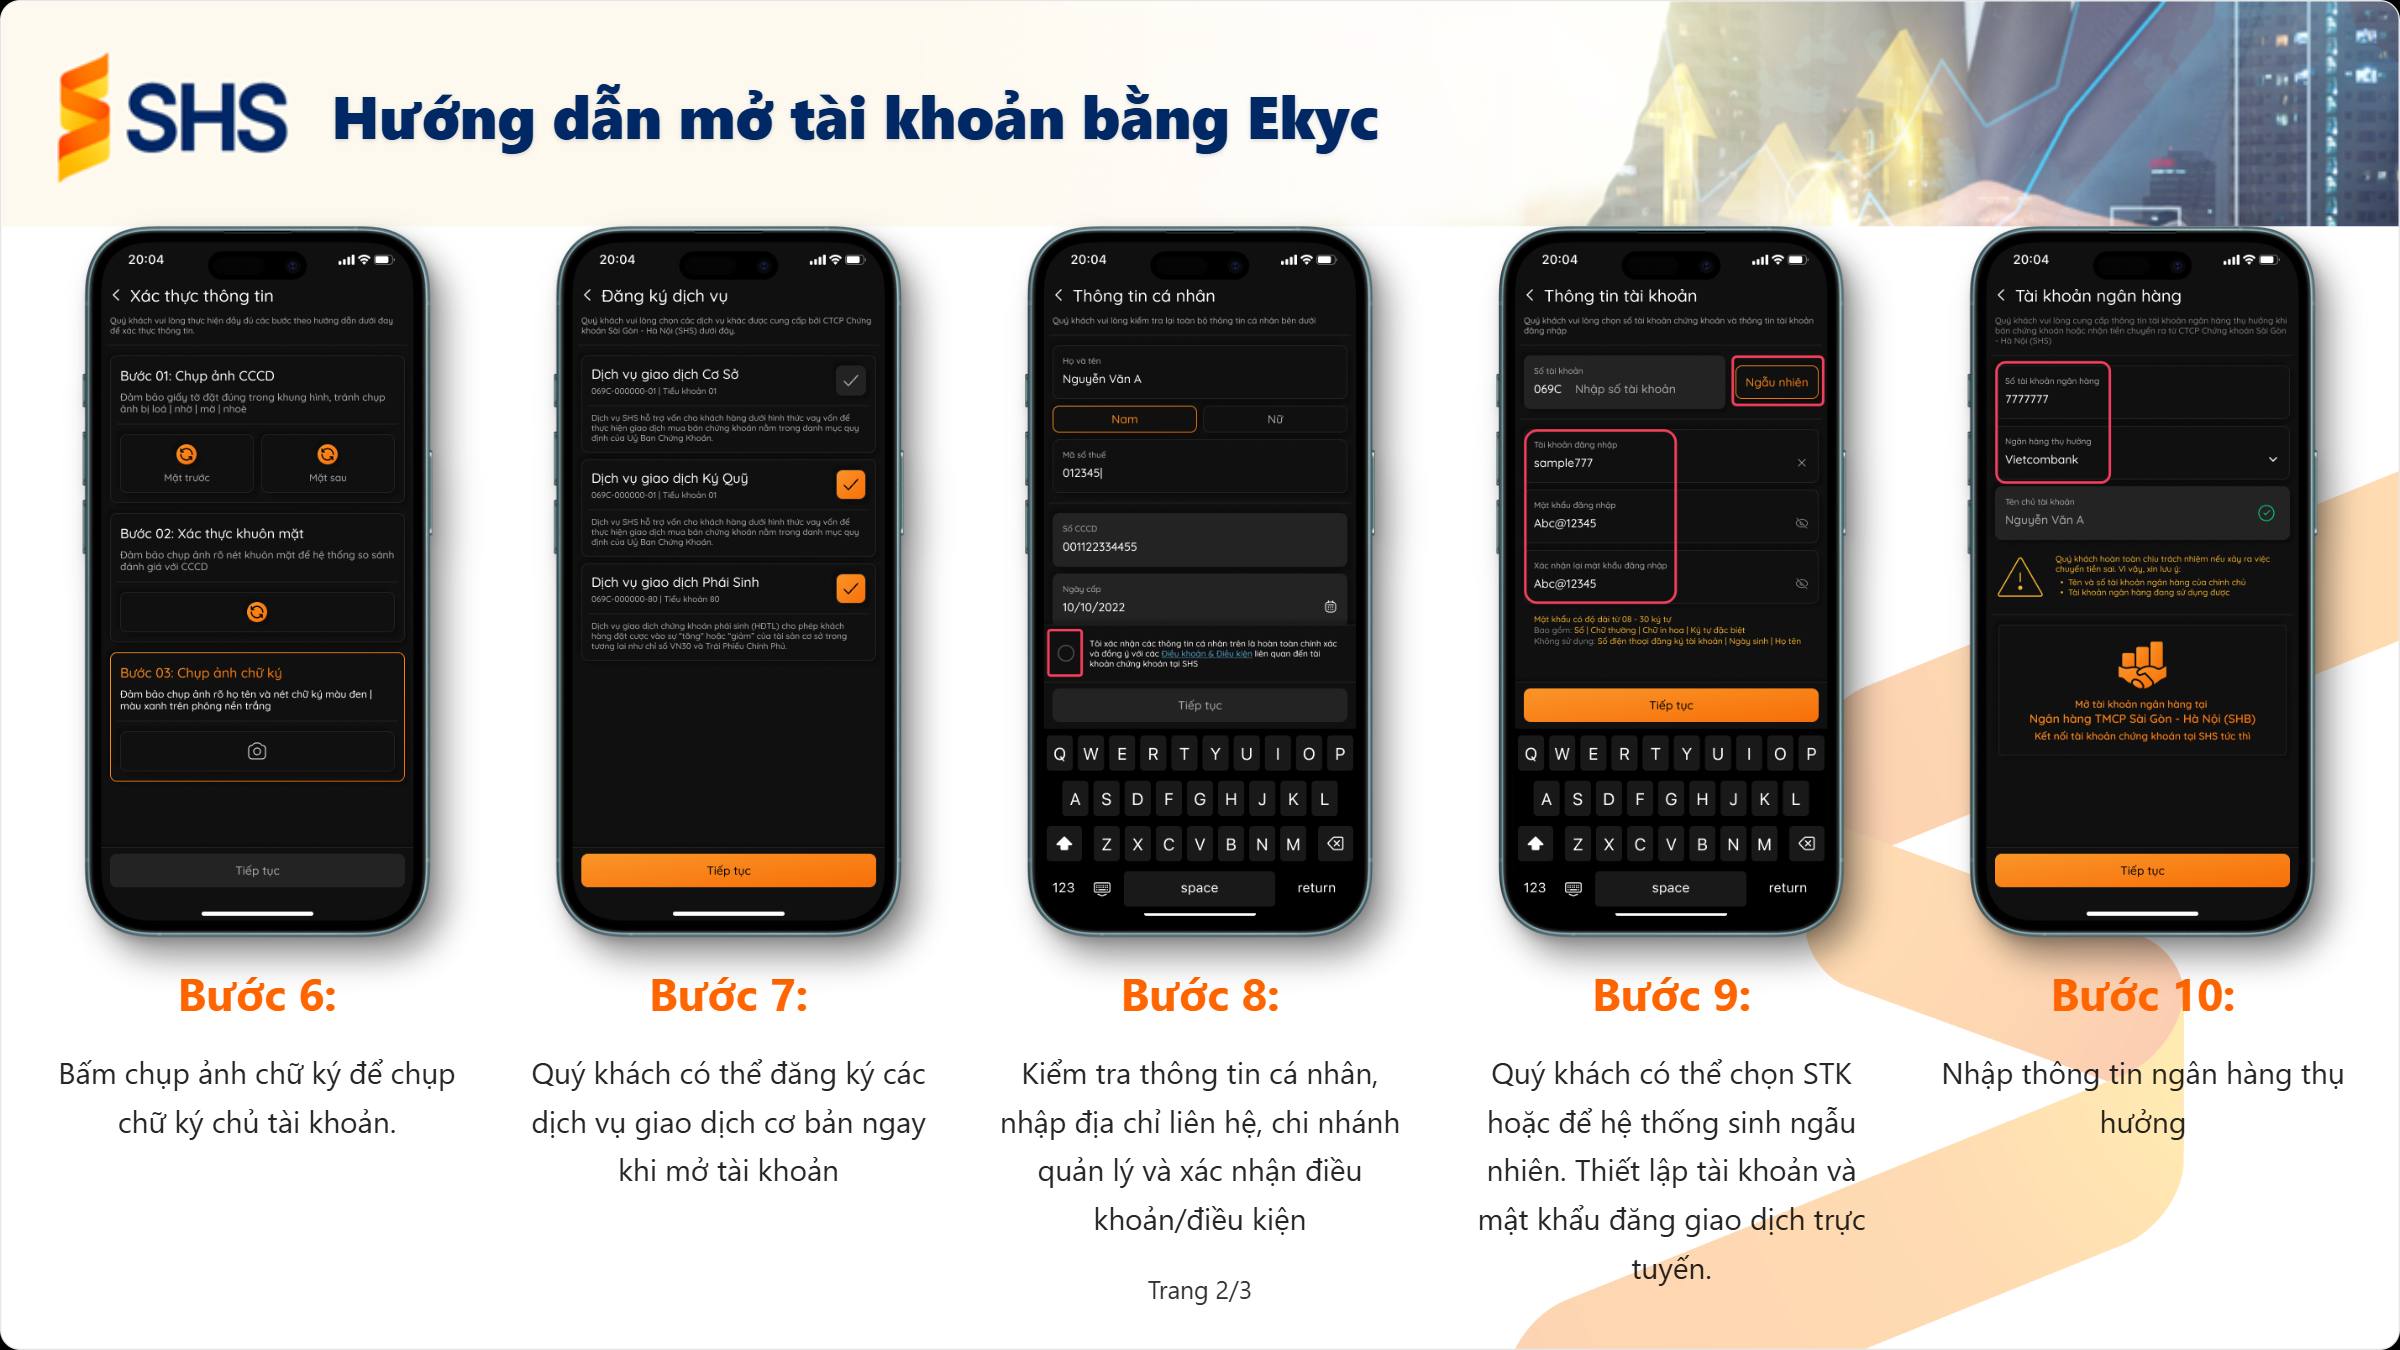 SHS
Hướng dẫn mở tài khoản bằng Ekyc
20:04
Xác thực thông tin
Quý khách vui lòng thực hiện đầy đủ các bước theo hướng dẫn dưới đay
để xác thực thông tin.
Bước 01: Chụp ảnh CCCD
Đảm bảo giấy tờ đặt đúng trong khung hình, tránh chụp
ảnh bị loá | nhờ | mờ | nhoè
Mặt trước
Mặt sau
Bước 02: Xác thực khuôn mặt
Đảm bảo chụp ảnh rõ nét khuôn mặt để hệ thống so sánh
đánh giá với CCCD
Bước 03: Chụp ảnh chữ ký
Đảm bảo chụp ảnh rõ họ tên và nét chữ ký màu đen |
màu xanh trên phông nền trắng
Tiếp tục
20:04
Đăng ký dịch vụ
Quý khách vui lòng chọn các dịch vụ khác được cung cấp bởi CTCP Chứng
khoán Sài Gòn - Hà Nội (SHS) dưới đây.
Dịch vụ giao dịch Cơ Sở
069C-000000-01 | Tiểu khoản 01
Dịch vụ SHS hỗ trợ vốn cho khách hàng dưới hình thức vay vốn để
thực hiện giao dịch mua bán chứng khoán nằm trong danh mục quy
định của Uỷ Ban Chứng Khoán.
Dịch vụ giao dịch Ký Quỹ
069C-000000-01 | Tiểu khoản 01
Dịch vụ SHS hỗ trợ vốn cho khách hàng dưới hình thức vay vốn để
thực hiện giao dịch mua bán chứng khoán nằm trong danh mục quy
định của Uỷ Ban Chứng Khoán.
Dịch vụ giao dịch Phái Sinh
069C-000000-80 | Tiểu khoản 80
Dịch vụ giao dịch chứng khoán phái sinh (HĐTL) cho phép khách
hàng đặt cược vào sự "tăng" hoặc "giảm" của tài sản cơ sở trong
tương lai như chỉ số VN30 và Trái Phiếu Chính Phủ.
Tiếp tục
20:04
Thông tin cá nhân
Quý khách vui lòng kiểm tra lại toàn bộ thông tin cá nhân bên dưới
Họ và tên
Nguyễn Văn A
Nam
Nữ
Mã số thuế
012345|
Số CCCD
001122334455
Ngày cấp
10/10/2022
Tôi xác nhận các thông tin cá nhân trên là hoàn toàn chính xác
và đồng ý với các Điều khoản & Điều kiện liên quan đến tài
khoản chứng khoán tại SHS
Tiếp tục
Q W E R T Y U I O P
A S D F G H J K L
Z X C V B N M
123 space return
20:04
Thông tin tài khoản
Quý khách vui lòng chọn số tài khoản chứng khoán và thông tin tài khoản
đăng nhập
Số tài khoản
069C Nhập số tài khoản
Ngẫu nhiên
Tài khoản đăng nhập
sample777
Mật khẩu đăng nhập
Abc@12345
Xác nhận lại mật khẩu đăng nhập
Abc@12345
Mật khẩu có độ dài từ 08 - 30 ký tự
Bao gồm: Số | Chữ thường | Chữ in hoa | Ký tự đặc biệt
Không sử dụng: Số điện thoại đăng ký tài khoản | Ngày sinh | Họ tên
Tiếp tục
Q W E R T Y U I O P
A S D F G H J K L
Z X C V B N M
123 space return
20:04
Tài khoản ngân hàng
Quý khách vui lòng cung cấp thông tin tài khoản ngân hàng thụ hưởng khi
bán chứng khoán hoặc nhận tiền chuyển ra từ CTCP Chứng khoán Sài Gòn
- Hà Nội (SHS)
Số tài khoản ngân hàng
7777777
Ngân hàng thụ hưởng
Vietcombank
Tên chủ tài khoản
Nguyễn Văn A
Quý khách hoàn toàn chịu trách nhiệm nếu xảy ra việc
chuyển tiền sai. Vì vậy, xin lưu ý:
• Tên và số tài khoản ngân hàng của chính chủ
• Tài khoản ngân hàng đang sử dụng được
Mở tài khoản ngân hàng tại
Ngân hàng TMCP Sài Gòn - Hà Nội (SHB)
Kết nối tài khoản chứng khoán tại SHS tức thì
Tiếp tục
Bước 6:
Bấm chụp ảnh chữ ký để chụp
chữ ký chủ tài khoản.
Bước 7:
Quý khách có thể đăng ký các
dịch vụ giao dịch cơ bản ngay
khi mở tài khoản
Bước 8:
Kiểm tra thông tin cá nhân,
nhập địa chỉ liên hệ, chi nhánh
quản lý và xác nhận điều
khoản/điều kiện
Bước 9:
Quý khách có thể chọn STK
hoặc để hệ thống sinh ngẫu
nhiên. Thiết lập tài khoản và
mật khẩu đăng giao dịch trực
tuyến.
Bước 10:
Nhập thông tin ngân hàng thụ
hưởng
Trang 2/3